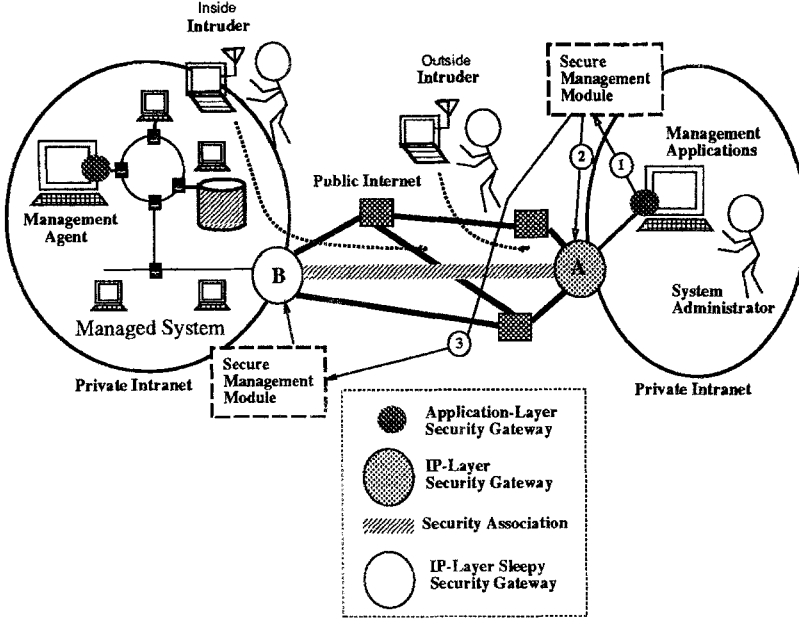 Inside
Intruder
Outside
Intruder
Secure
Management
Module
2
1
Management
Applications
Public Internet
Management
Agent
B
A
System
Administrator
Managed System
3
Private Intranet
Secure
Management
Module
Private Intranet
Application-Layer
Security Gateway
IP-Layer
Security Gateway
Security Association
IP-Layer Sleepy
Security Gateway